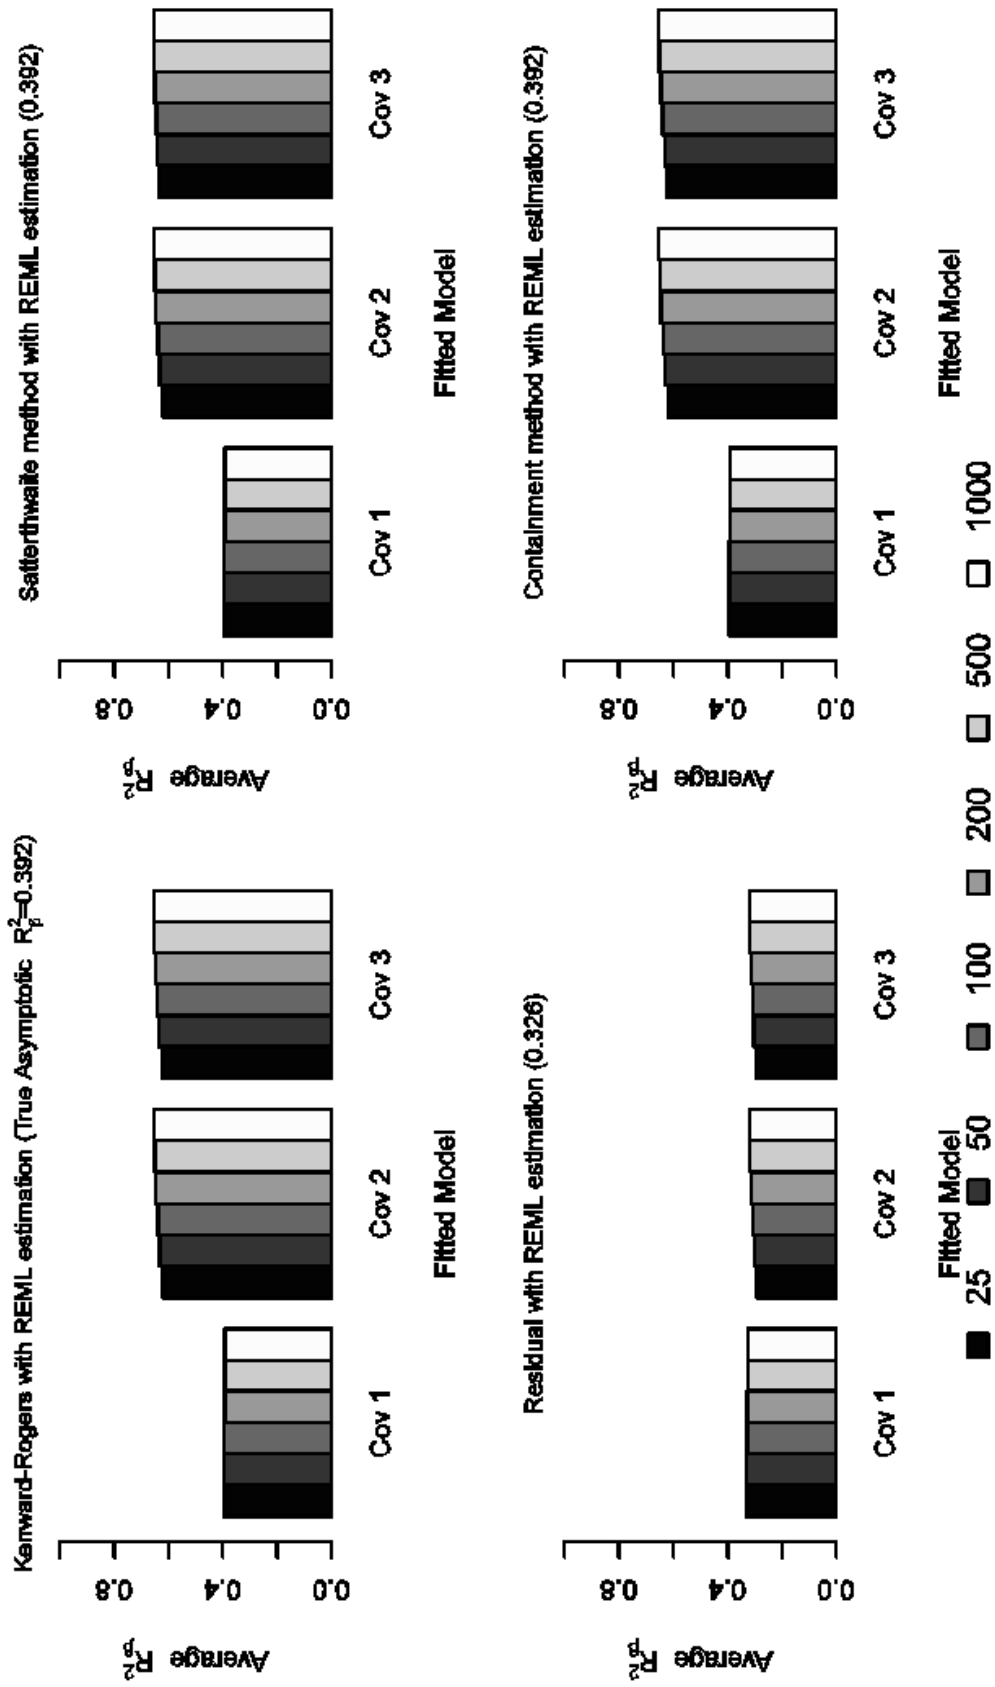 Kenward-Rogers with REML estimation (True Asymptotic R²β=0.392)
Average R²β
0.0 0.4 0.8
Cov 1 Cov 2 Cov 3
Fitted Model
Satterthwaite method with REML estimation (0.392)
Average R²β
0.0 0.4 0.8
Cov 1 Cov 2 Cov 3
Fitted Model
Residual with REML estimation (0.326)
Average R²β
0.0 0.4 0.8
Cov 1 Cov 2 Cov 3
Fitted Model
Containment method with REML estimation (0.392)
Average R²β
0.0 0.4 0.8
Cov 1 Cov 2 Cov 3
Fitted Model
25 50 100 200 500 1000